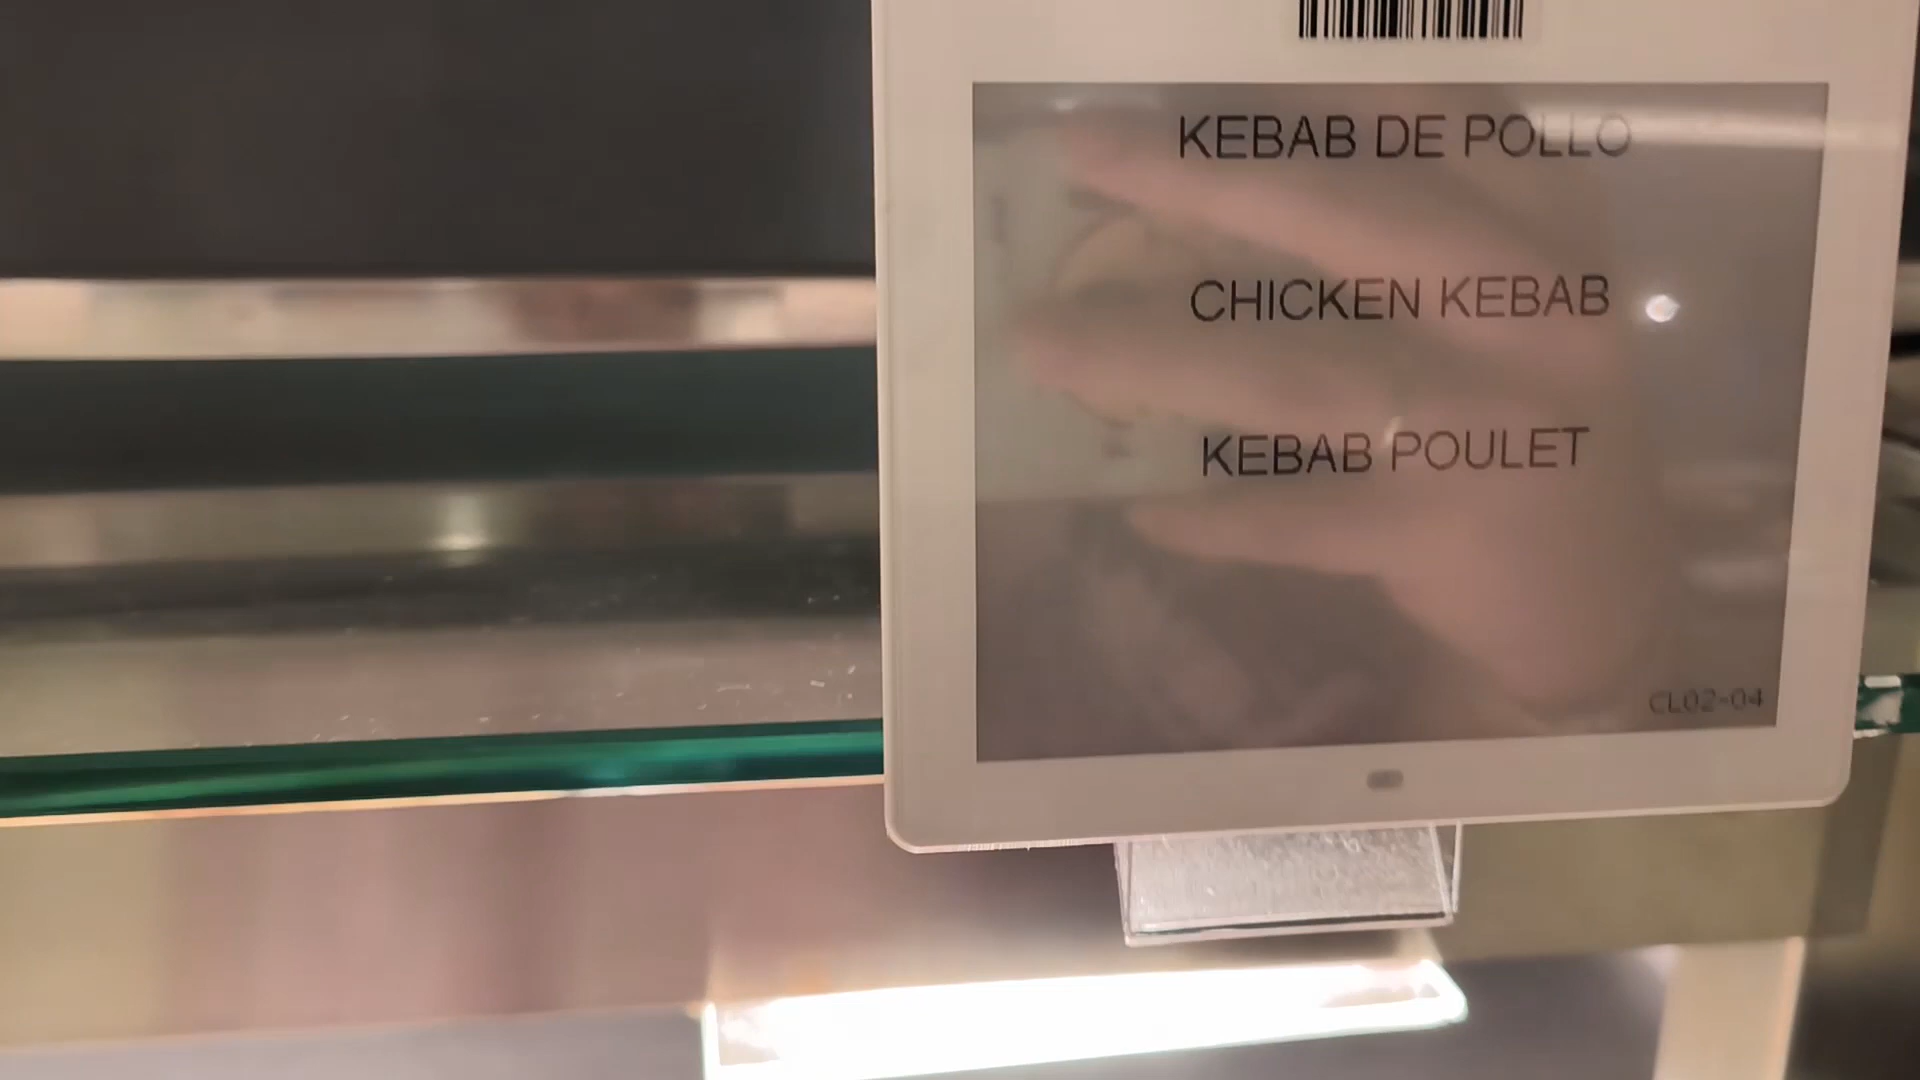 KEBAB DE POLLO
CHICKEN KEBAB
KEBAB POULET
CL02-04